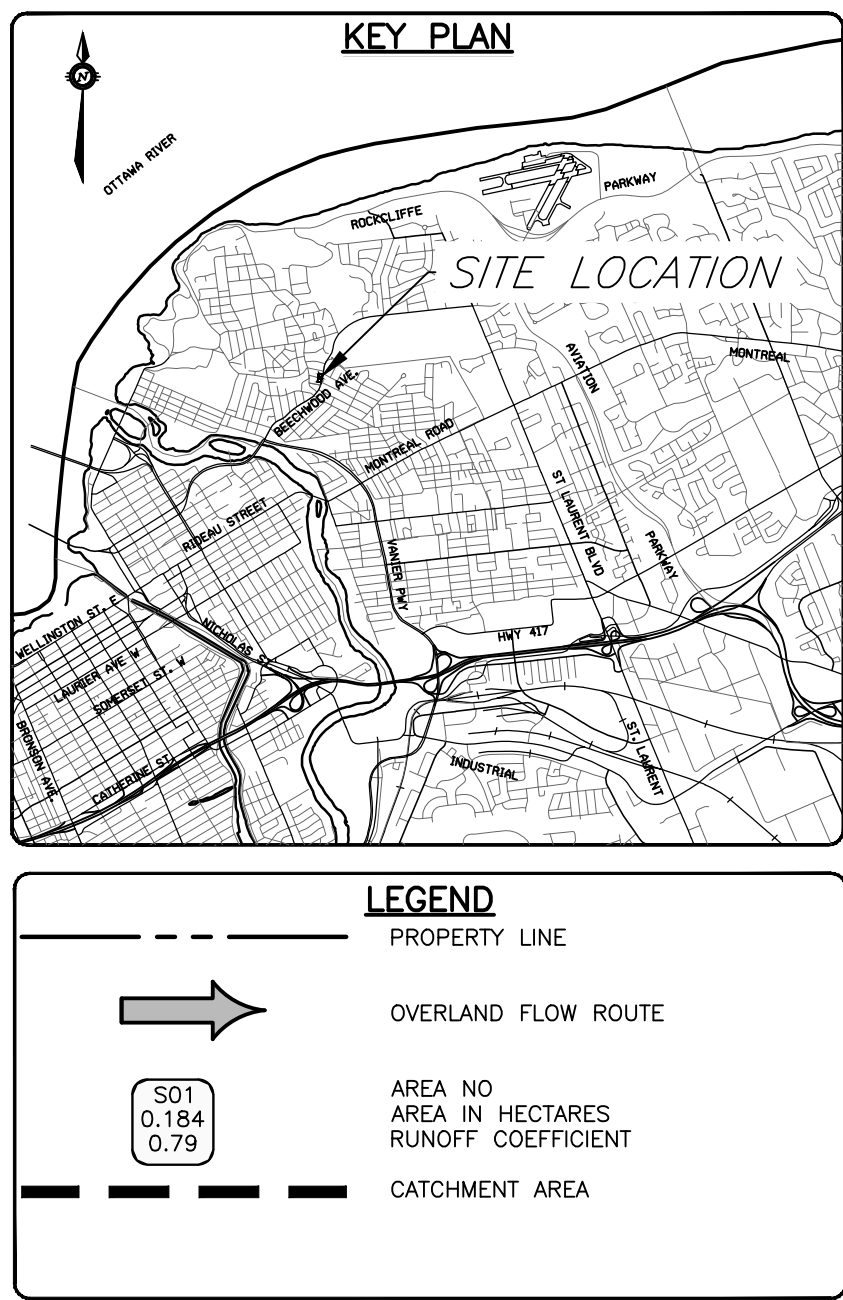 KEY PLAN
N
OTTAWA RIVER
PARKWAY
ROCKCLIFFE
SITE LOCATION
AVIATION
MONTREAL
BEECHWOOD AVE.
MONTREAL ROAD
RIDEAU STREET
ST LAURENT BLVD
VANIER PWY
PARKWAY
WELLINGTON ST. E
NICHOLAS ST
HWY 417
LAURIER AVE W
SOMERSET ST. W
BRONSON AVE.
CATHERINE ST.
INDUSTRIAL
ST. LAURENT
LEGEND
PROPERTY LINE
OVERLAND FLOW ROUTE
S01
0.184
0.79
AREA NO
AREA IN HECTARES
RUNOFF COEFFICIENT
CATCHMENT AREA